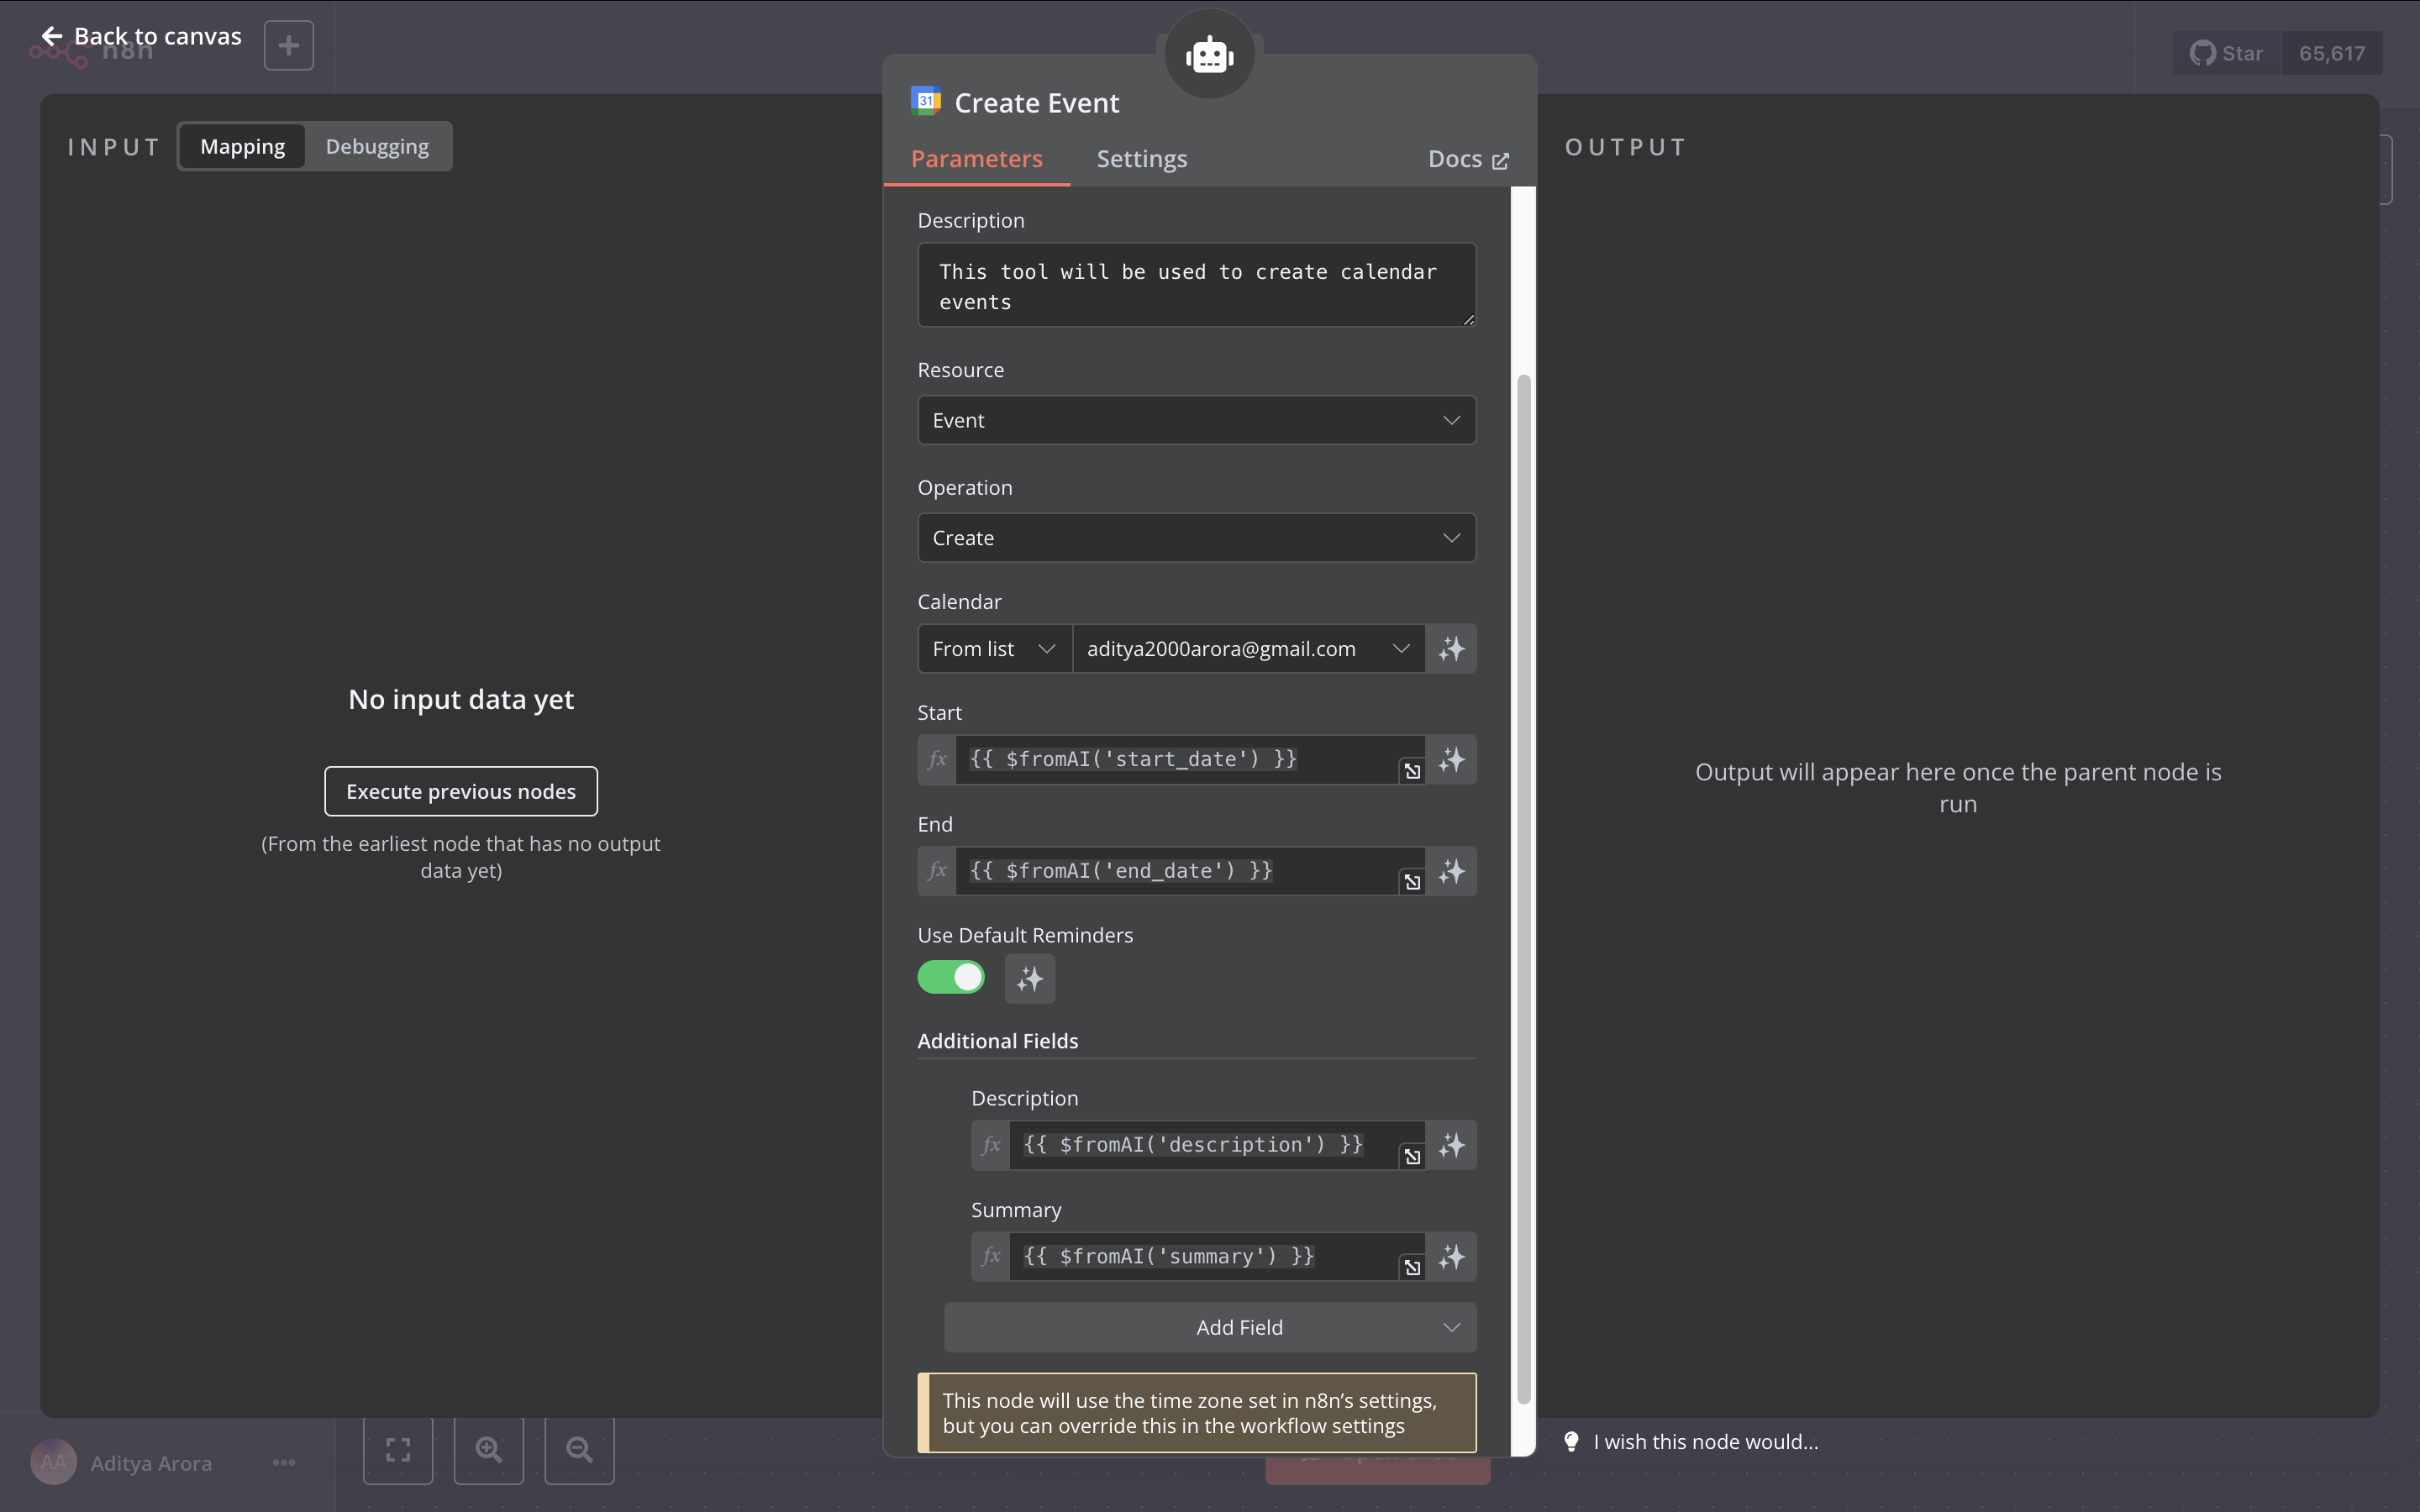 Back to canvas
n8n
Star 65,617
INPUT Mapping Debugging
No input data yet
Execute previous nodes
(From the earliest node that has no output
data yet)
31 Create Event
Parameters Settings Docs
Description
This tool will be used to create calendar
events
Resource
Event
Operation
Create
Calendar
From list aditya2000arora@gmail.com
Start
fx {{ $fromAI('start_date') }}
End
fx {{ $fromAI('end_date') }}
Use Default Reminders
Additional Fields
Description
fx {{ $fromAI('description') }}
Summary
fx {{ $fromAI('summary') }}
Add Field
This node will use the time zone set in n8n’s settings,
but you can override this in the workflow settings
OUTPUT
Output will appear here once the parent node is
run
I wish this node would...
AA Aditya Arora